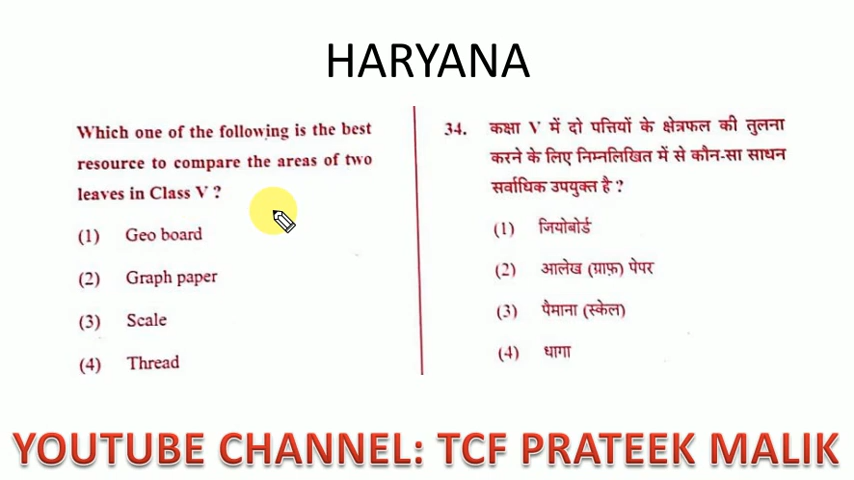 HARYANA
Which one of the following is the best
resource to compare the areas of two
leaves in Class V ?
(1) Geo board
(2) Graph paper
(3) Scale
(4) Thread
34. कक्षा V में दो पत्तियों के क्षेत्रफल की तुलना
करने के लिए निम्नलिखित में से कौन-सा साधन
सर्वाधिक उपयुक्त है ?
(1) जियोबोर्ड
(2) आलेख (ग्राफ़) पेपर
(3) पैमाना (स्केल)
(4) धागा
YOUTUBE CHANNEL: TCF PRATEEK MALIK